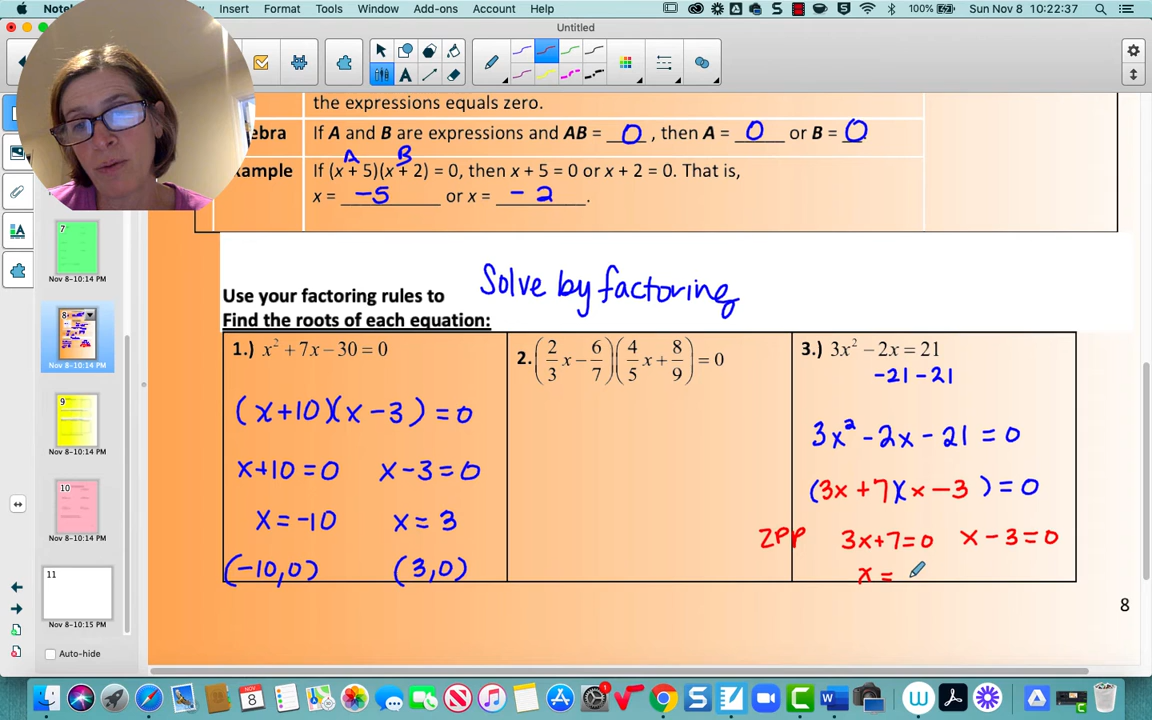 Insert Format Tools Window Add-ons Account Help 100% Sun Nov 8 10:22:37
Untitled
the expressions equals zero.
If A and B are expressions and AB = 0, then A = 0 or B = 0
A B
If (x + 5)(x + 2) = 0, then x + 5 = 0 or x + 2 = 0. That is,
x = -5 or x = -2.
Use your factoring rules to
Solve by factoring
Find the roots of each equation:
1.) x² + 7x − 30 = 0
(x+10)(x-3) = 0
x+10=0 x-3=0
x=-10 x=3
(-10,0) (3,0)
2. (2/3 x − 6/7)(4/5 x + 8/9) = 0
3.) 3x² − 2x = 21
-21 -21
3x² - 2x - 21 = 0
(3x +7)(x -3) = 0
ZPP 3x+7=0 x-3=0
x =
8
7
Nov 8-10:14 PM
8
Nov 8-10:14 PM
9
Nov 8-10:14 PM
10
Nov 8-10:14 PM
11
Nov 8-10:15 PM
Auto-hide
NOV
8